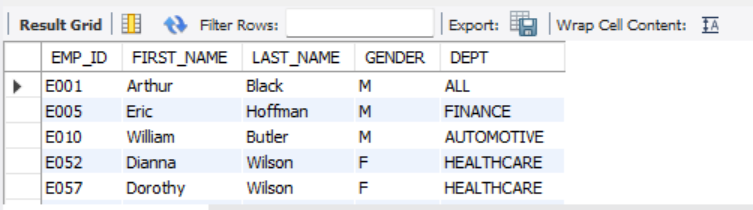 Result Grid Filter Rows: Export: Wrap Cell Content: IA
EMP_ID FIRST_NAME LAST_NAME GENDER DEPT
E001 Arthur Black M ALL
E005 Eric Hoffman M FINANCE
E010 William Butler M AUTOMOTIVE
E052 Dianna Wilson F HEALTHCARE
E057 Dorothy Wilson F HEALTHCARE